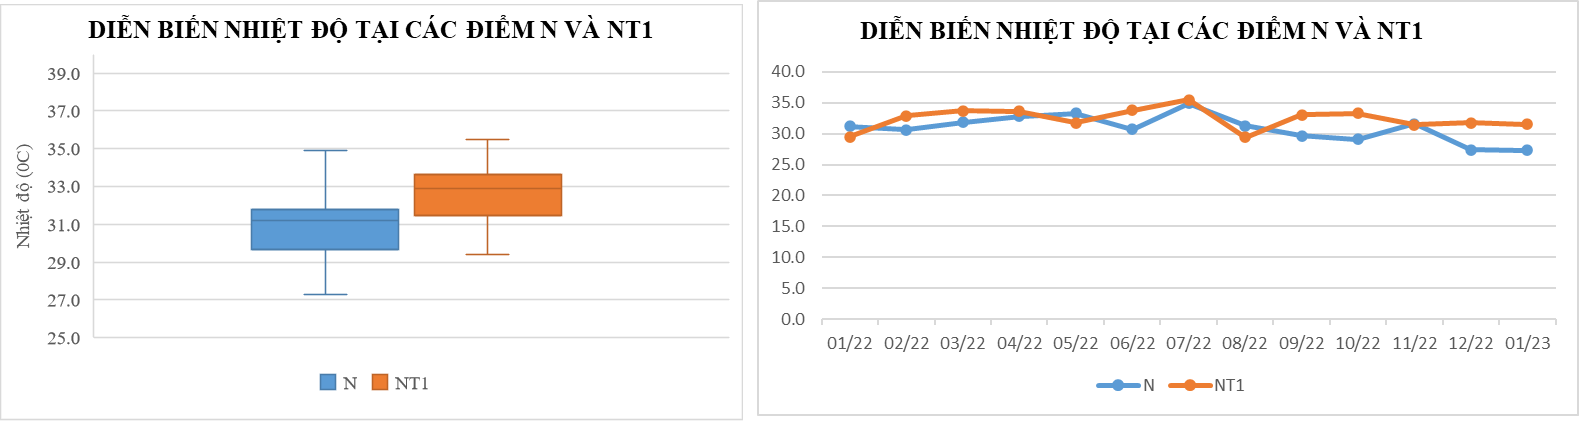 DIỄN BIẾN NHIỆT ĐỘ TẠI CÁC ĐIỂM N VÀ NT1
39.0
37.0
35.0
33.0
31.0
29.0
27.0
25.0
Nhiệt độ (0C)
N NT1
DIỄN BIẾN NHIỆT ĐỘ TẠI CÁC ĐIỂM N VÀ NT1
40.0
35.0
30.0
25.0
20.0
15.0
10.0
5.0
0.0
01/22 02/22 03/22 04/22 05/22 06/22 07/22 08/22 09/22 10/22 11/22 12/22 01/23
N NT1